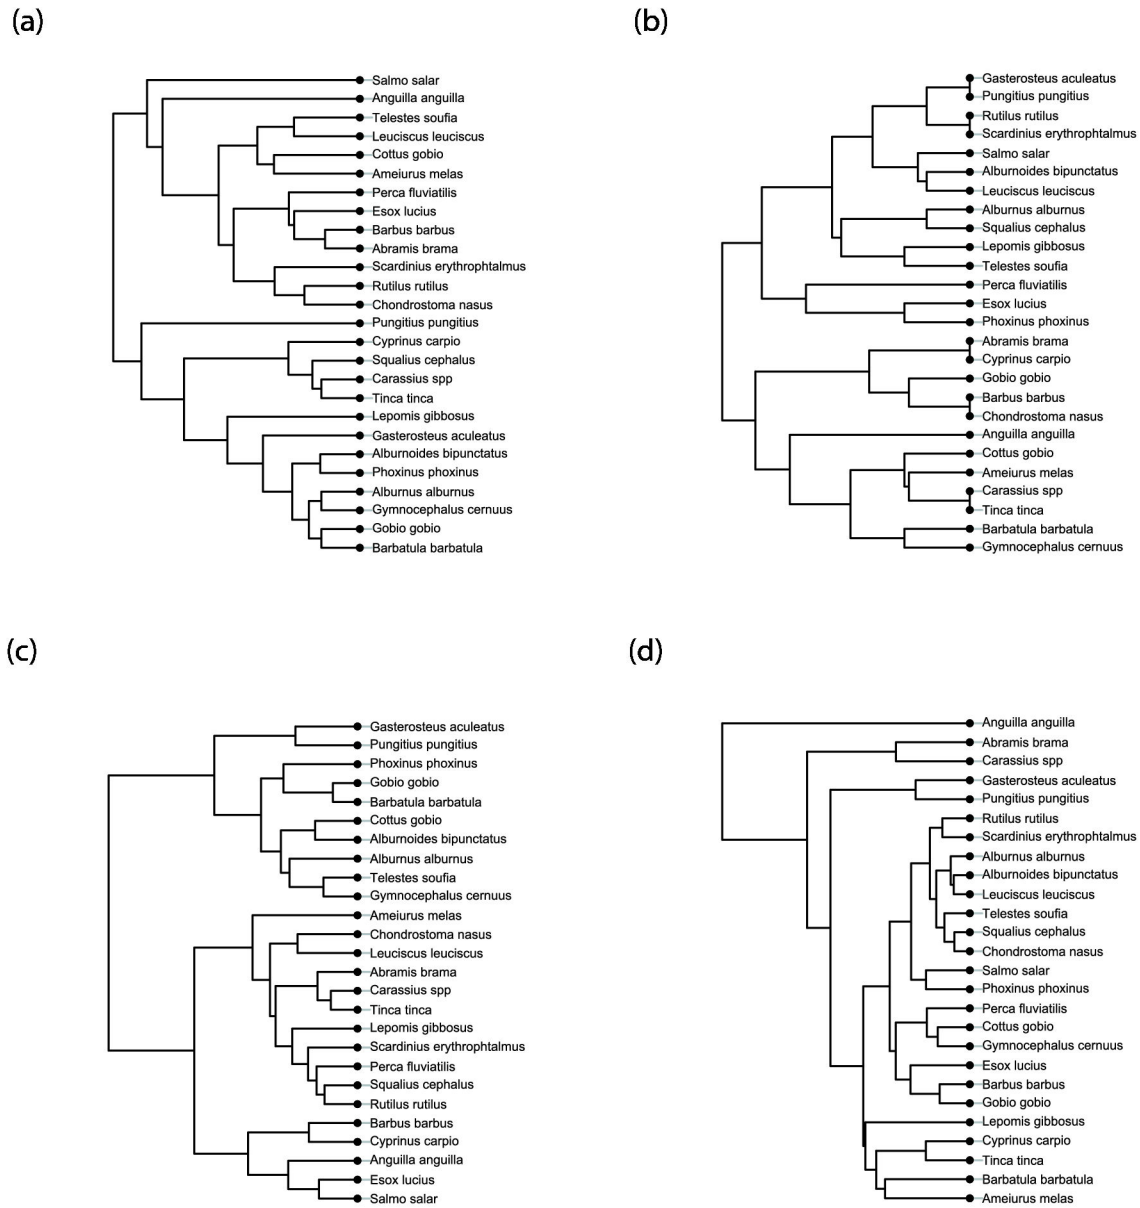 (a)
Salmo salar
Anguilla anguilla
Telestes soufia
Leuciscus leuciscus
Cottus gobio
Ameiurus melas
Perca fluviatilis
Esox lucius
Barbus barbus
Abramis brama
Scardinius erythrophtalmus
Rutilus rutilus
Chondrostoma nasus
Pungitius pungitius
Cyprinus carpio
Squalius cephalus
Carassius spp
Tinca tinca
Lepomis gibbosus
Gasterosteus aculeatus
Alburnoides bipunctatus
Phoxinus phoxinus
Alburnus alburnus
Gymnocephalus cernuus
Gobio gobio
Barbatula barbatula
(b)
Gasterosteus aculeatus
Pungitius pungitius
Rutilus rutilus
Scardinius erythrophtalmus
Salmo salar
Alburnoides bipunctatus
Leuciscus leuciscus
Alburnus alburnus
Squalius cephalus
Lepomis gibbosus
Telestes soufia
Perca fluviatilis
Esox lucius
Phoxinus phoxinus
Abramis brama
Cyprinus carpio
Gobio gobio
Barbus barbus
Chondrostoma nasus
Anguilla anguilla
Cottus gobio
Ameiurus melas
Carassius spp
Tinca tinca
Barbatula barbatula
Gymnocephalus cernuus
(c)
Gasterosteus aculeatus
Pungitius pungitius
Phoxinus phoxinus
Gobio gobio
Barbatula barbatula
Cottus gobio
Alburnoides bipunctatus
Alburnus alburnus
Telestes soufia
Gymnocephalus cernuus
Ameiurus melas
Chondrostoma nasus
Leuciscus leuciscus
Abramis brama
Carassius spp
Tinca tinca
Lepomis gibbosus
Scardinius erythrophtalmus
Perca fluviatilis
Squalius cephalus
Rutilus rutilus
Barbus barbus
Cyprinus carpio
Anguilla anguilla
Esox lucius
Salmo salar
(d)
Anguilla anguilla
Abramis brama
Carassius spp
Gasterosteus aculeatus
Pungitius pungitius
Rutilus rutilus
Scardinius erythrophtalmus
Alburnus alburnus
Alburnoides bipunctatus
Leuciscus leuciscus
Telestes soufia
Squalius cephalus
Chondrostoma nasus
Salmo salar
Phoxinus phoxinus
Perca fluviatilis
Cottus gobio
Gymnocephalus cernuus
Esox lucius
Barbus barbus
Gobio gobio
Lepomis gibbosus
Cyprinus carpio
Tinca tinca
Barbatula barbatula
Ameiurus melas